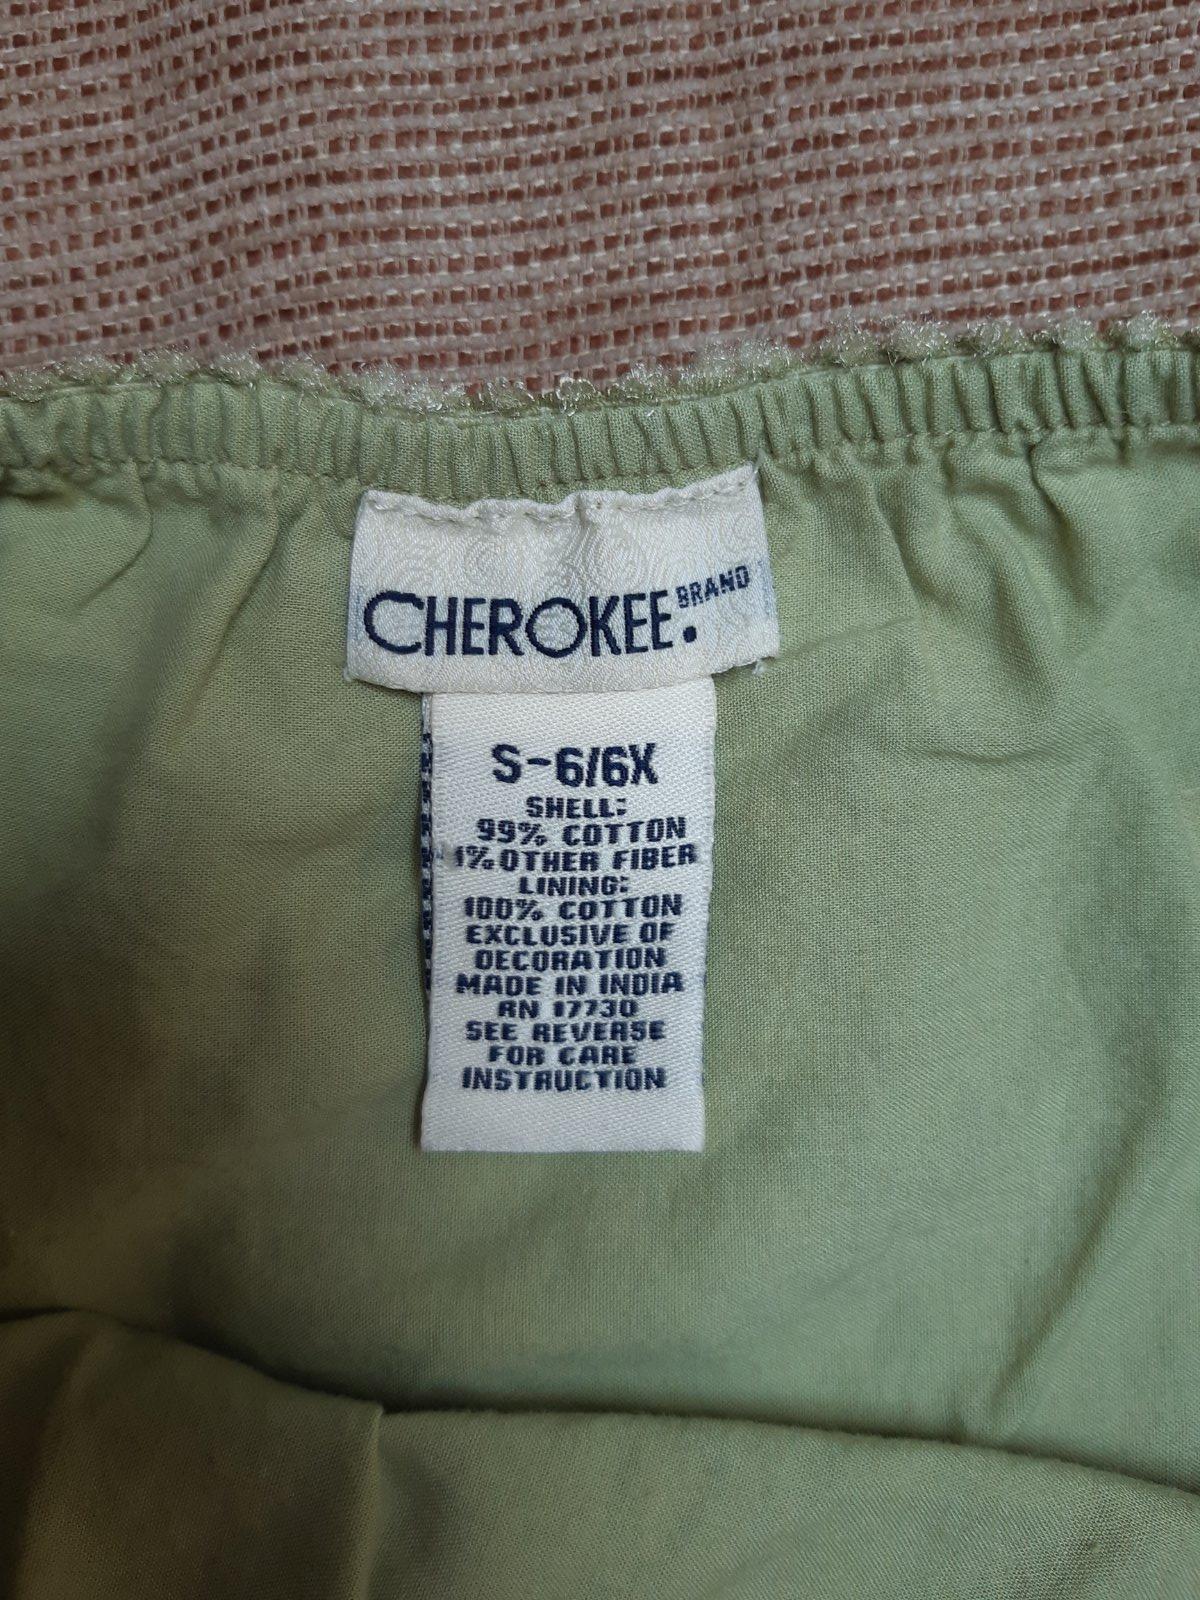 CHEROKEE. BRAND
S-6/6X
SHELL:
99% COTTON
1% OTHER FIBER
LINING:
100% COTTON
EXCLUSIVE OF
DECORATION
MADE IN INDIA
RN 17730
SEE REVERSE
FOR CARE
INSTRUCTION